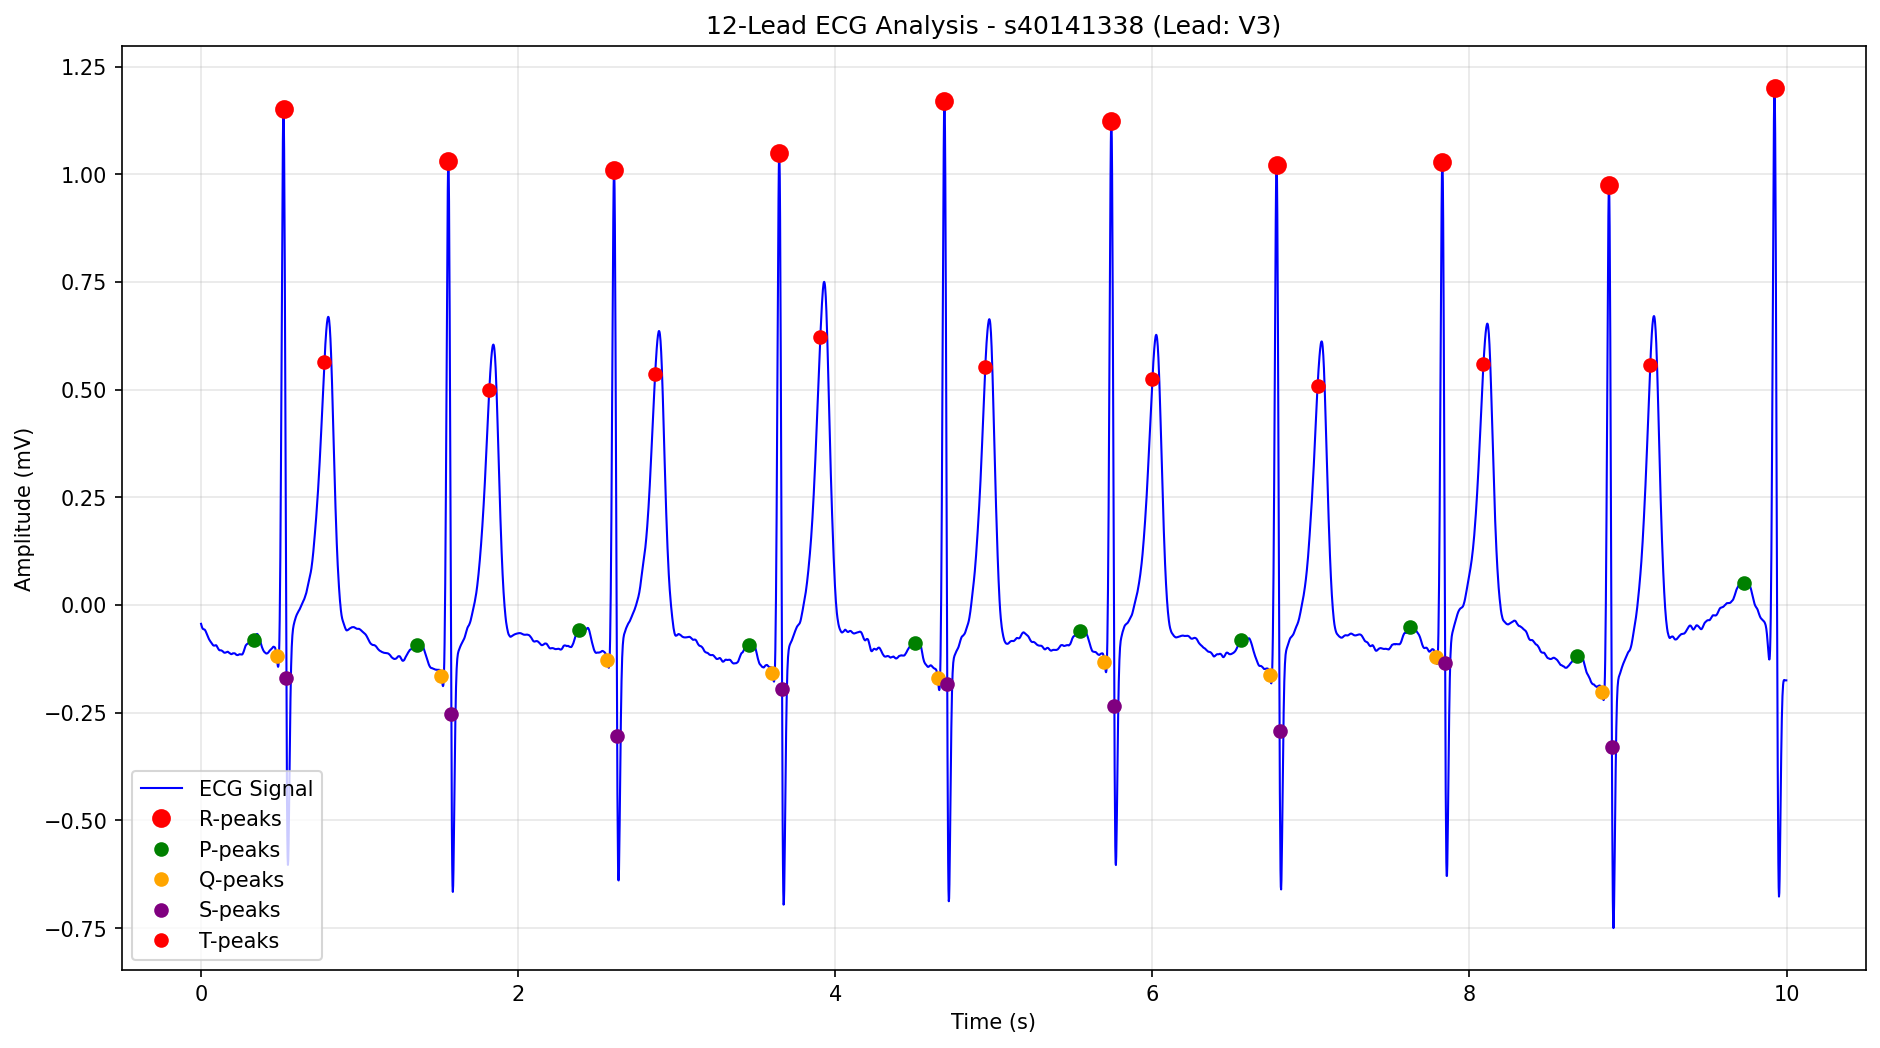 12-Lead ECG Analysis - s40141338 (Lead: V3)
1.25
1.00
0.75
0.50
0.25
0.00
−0.25
−0.50
−0.75
Amplitude (mV)
ECG Signal
R-peaks
P-peaks
Q-peaks
S-peaks
T-peaks
0 2 4 6 8 10
Time (s)